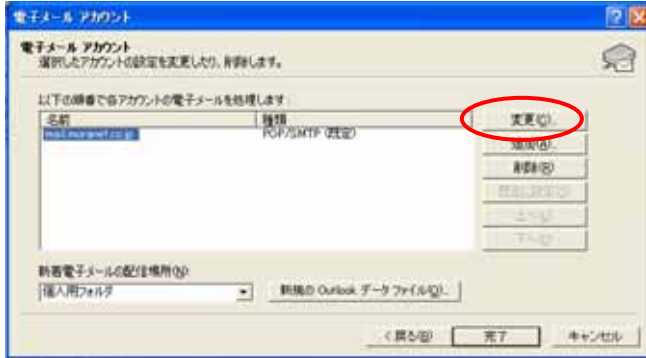 電子メール アカウント
電子メール アカウント
選択したアカウントの設定を変更したり、削除します。
以下の順番で各アカウントの電子メールを処理します:
名前 種類
POP/SMTP (既定)
変更(C)...
追加(A)...
削除(R)
新着電子メールの配信場所(N):
個人用フォルダ
新規の Outlook データ ファイル(O)...
< 戻る(B)
完了
キャンセル